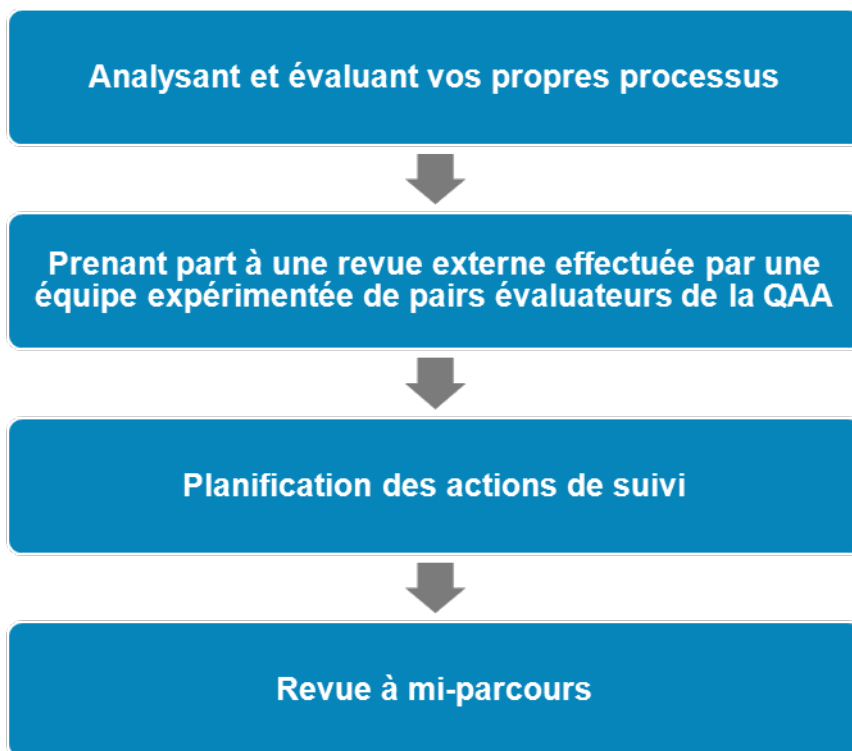 Analysant et évaluant vos propres processus
Prenant part à une revue externe effectuée par une
équipe expérimentée de pairs évaluateurs de la QAA
Planification des actions de suivi
Revue à mi-parcours